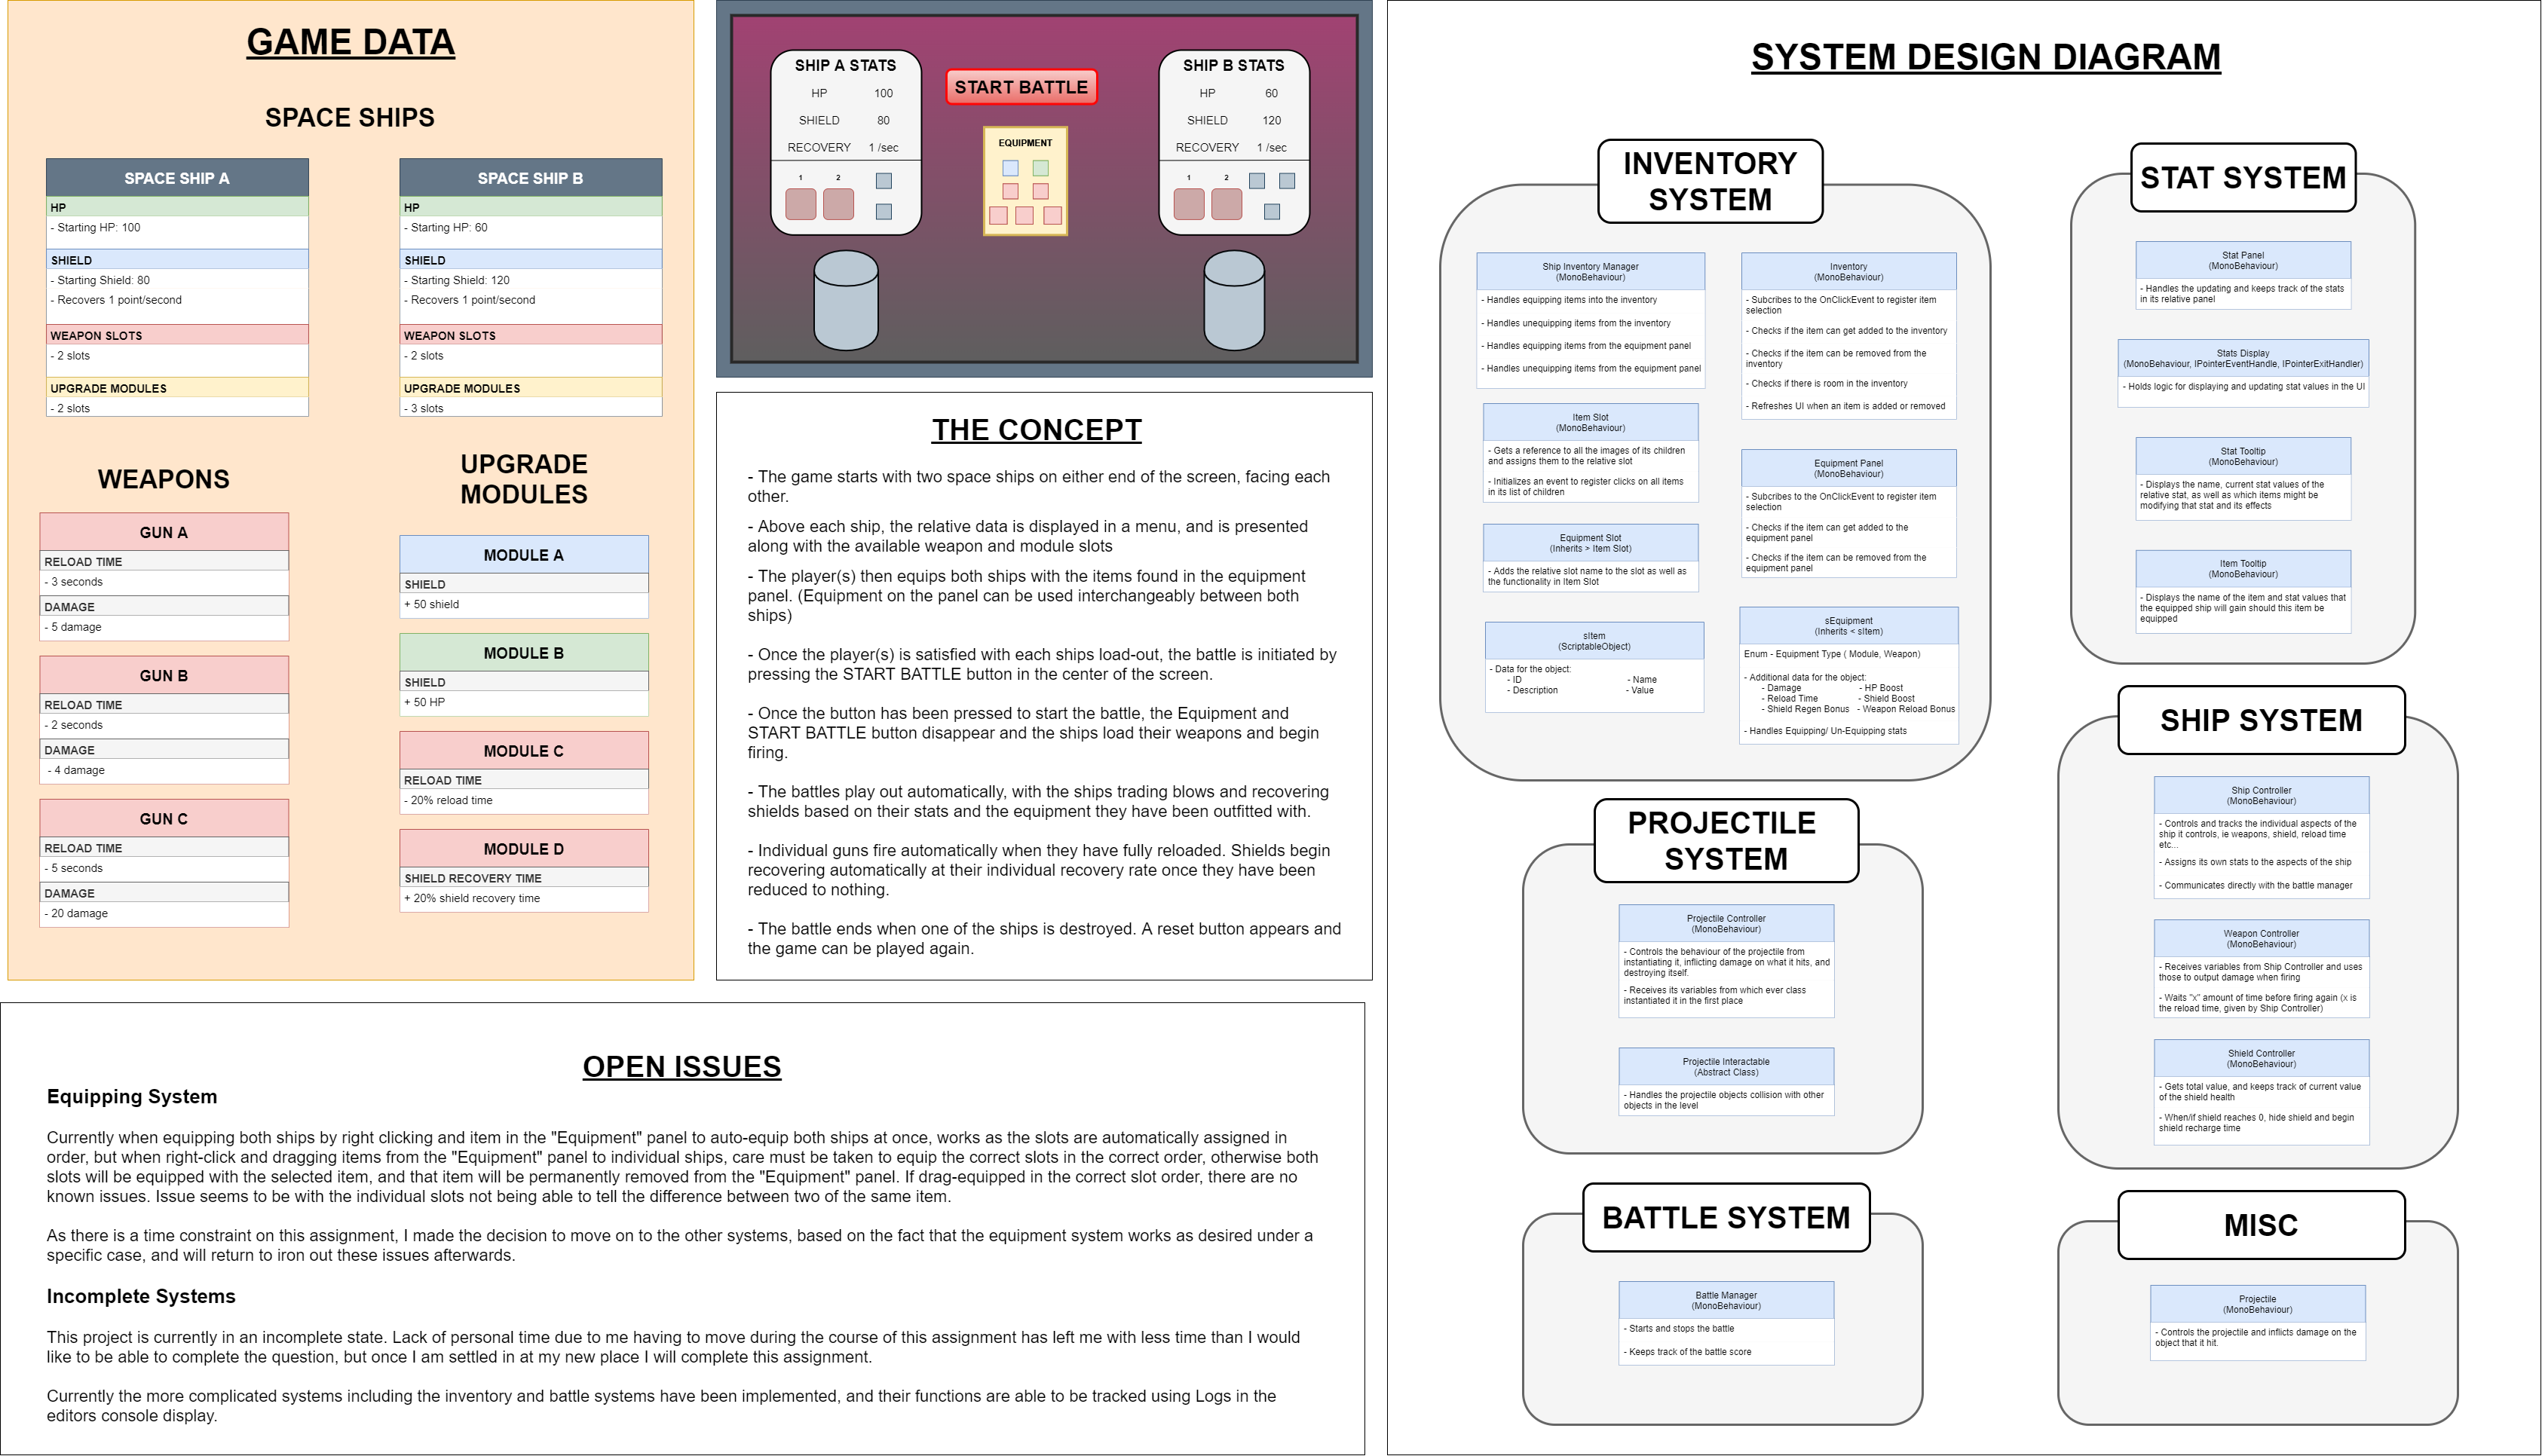 GAME DATA
SPACE SHIPS
SPACE SHIP A
HP
- Starting HP: 100
SHIELD
- Starting Shield: 80
- Recovers 1 point/second
WEAPON SLOTS
- 2 slots
UPGRADE MODULES
- 2 slots
SPACE SHIP B
HP
- Starting HP: 60
SHIELD
- Starting Shield: 120
- Recovers 1 point/second
WEAPON SLOTS
- 2 slots
UPGRADE MODULES
- 3 slots
WEAPONS
GUN A
RELOAD TIME
- 3 seconds
DAMAGE
- 5 damage
GUN B
RELOAD TIME
- 2 seconds
DAMAGE
- 4 damage
GUN C
RELOAD TIME
- 5 seconds
DAMAGE
- 20 damage
UPGRADE
MODULES
MODULE A
SHIELD
+ 50 shield
MODULE B
SHIELD
+ 50 HP
MODULE C
RELOAD TIME
- 20% reload time
MODULE D
SHIELD RECOVERY TIME
+ 20% shield recovery time
SHIP A STATS
HP 100
SHIELD 80
RECOVERY 1 /sec
1 2
START BATTLE
EQUIPMENT
SHIP B STATS
HP 60
SHIELD 120
RECOVERY 1 /sec
1 2
THE CONCEPT
- The game starts with two space ships on either end of the screen, facing each
other.
- Above each ship, the relative data is displayed in a menu, and is presented
along with the available weapon and module slots
- The player(s) then equips both ships with the items found in the equipment
panel. (Equipment on the panel can be used interchangeably between both
ships)
- Once the player(s) is satisfied with each ships load-out, the battle is initiated by
pressing the START BATTLE button in the center of the screen.
- Once the button has been pressed to start the battle, the Equipment and
START BATTLE button disappear and the ships load their weapons and begin
firing.
- The battles play out automatically, with the ships trading blows and recovering
shields based on their stats and the equipment they have been outfitted with.
- Individual guns fire automatically when they have fully reloaded. Shields begin
recovering automatically at their individual recovery rate once they have been
reduced to nothing.
- The battle ends when one of the ships is destroyed. A reset button appears and
the game can be played again.
OPEN ISSUES
Equipping System
Currently when equipping both ships by right clicking and item in the "Equipment" panel to auto-equip both ships at once, works as the slots are automatically assigned in
order, but when right-click and dragging items from the "Equipment" panel to individual ships, care must be taken to equip the correct slots in the correct order, otherwise both
slots will be equipped with the selected item, and that item will be permanently removed from the "Equipment" panel. If drag-equipped in the correct slot order, there are no
known issues. Issue seems to be with the individual slots not being able to tell the difference between two of the same item.
As there is a time constraint on this assignment, I made the decision to move on to the other systems, based on the fact that the equipment system works as desired under a
specific case, and will return to iron out these issues afterwards.
Incomplete Systems
This project is currently in an incomplete state. Lack of personal time due to me having to move during the course of this assignment has left me with less time than I would
like to be able to complete the question, but once I am settled in at my new place I will complete this assignment.
Currently the more complicated systems including the inventory and battle systems have been implemented, and their functions are able to be tracked using Logs in the
editors console display.
SYSTEM DESIGN DIAGRAM
INVENTORY
SYSTEM
Ship Inventory Manager
(MonoBehaviour)
- Handles equipping items into the inventory
- Handles unequipping items from the inventory
- Handles equipping items from the equipment panel
- Handles unequipping items from the equipment panel
Item Slot
(MonoBehaviour)
- Gets a reference to all the images of its children
and assigns them to the relative slot
- Initializes an event to register clicks on all items
in its list of children
Equipment Slot
(Inherits > Item Slot)
- Adds the relative slot name to the slot as well as
the functionality in Item Slot
sItem
(ScriptableObject)
- Data for the object:
- ID - Name
- Description - Value
Inventory
(MonoBehaviour)
- Subcribes to the OnClickEvent to register item
selection
- Checks if the item can get added to the inventory
- Checks if the item can be removed from the
inventory
- Checks if there is room in the inventory
- Refreshes UI when an item is added or removed
Equipment Panel
(MonoBehaviour)
- Subcribes to the OnClickEvent to register item
selection
- Checks if the item can get added to the
equipment panel
- Checks if the item can be removed from the
equipment panel
sEquipment
(Inherits < sItem)
Enum - Equipment Type ( Module, Weapon)
- Additional data for the object:
- Damage - HP Boost
- Reload Time - Shield Boost
- Shield Regen Bonus - Weapon Reload Bonus
- Handles Equipping/ Un-Equipping stats
STAT SYSTEM
Stat Panel
(MonoBehaviour)
- Handles the updating and keeps track of the stats
in its relative panel
Stats Display
(MonoBehaviour, IPointerEventHandle, IPointerExitHandler)
- Holds logic for displaying and updating stat values in the UI
Stat Tooltip
(MonoBehaviour)
- Displays the name, current stat values of the
relative stat, as well as which items might be
modifying that stat and its effects
Item Tooltip
(MonoBehaviour)
- Displays the name of the item and stat values that
the equipped ship will gain should this item be
equipped
PROJECTILE
SYSTEM
Projectile Controller
(MonoBehaviour)
- Controls the behaviour of the projectile from
instantiating it, inflicting damage on what it hits, and
destroying itself.
- Receives its variables from which ever class
instantiated it in the first place
Projectile Interactable
(Abstract Class)
- Handles the projectile objects collision with other
objects in the level
SHIP SYSTEM
Ship Controller
(MonoBehaviour)
- Controls and tracks the individual aspects of the
ship it controls, ie weapons, shield, reload time
etc...
- Assigns its own stats to the aspects of the ship
- Communicates directly with the battle manager
Weapon Controller
(MonoBehaviour)
- Receives variables from Ship Controller and uses
those to output damage when firing
- Waits "x" amount of time before firing again (x is
the reload time, given by Ship Controller)
Shield Controller
(MonoBehaviour)
- Gets total value, and keeps track of current value
of the shield health
- When/if shield reaches 0, hide shield and begin
shield recharge time
BATTLE SYSTEM
Battle Manager
(MonoBehaviour)
- Starts and stops the battle
- Keeps track of the battle score
MISC
Projectile
(MonoBehaviour)
- Controls the projectile and inflicts damage on the
object that it hit.